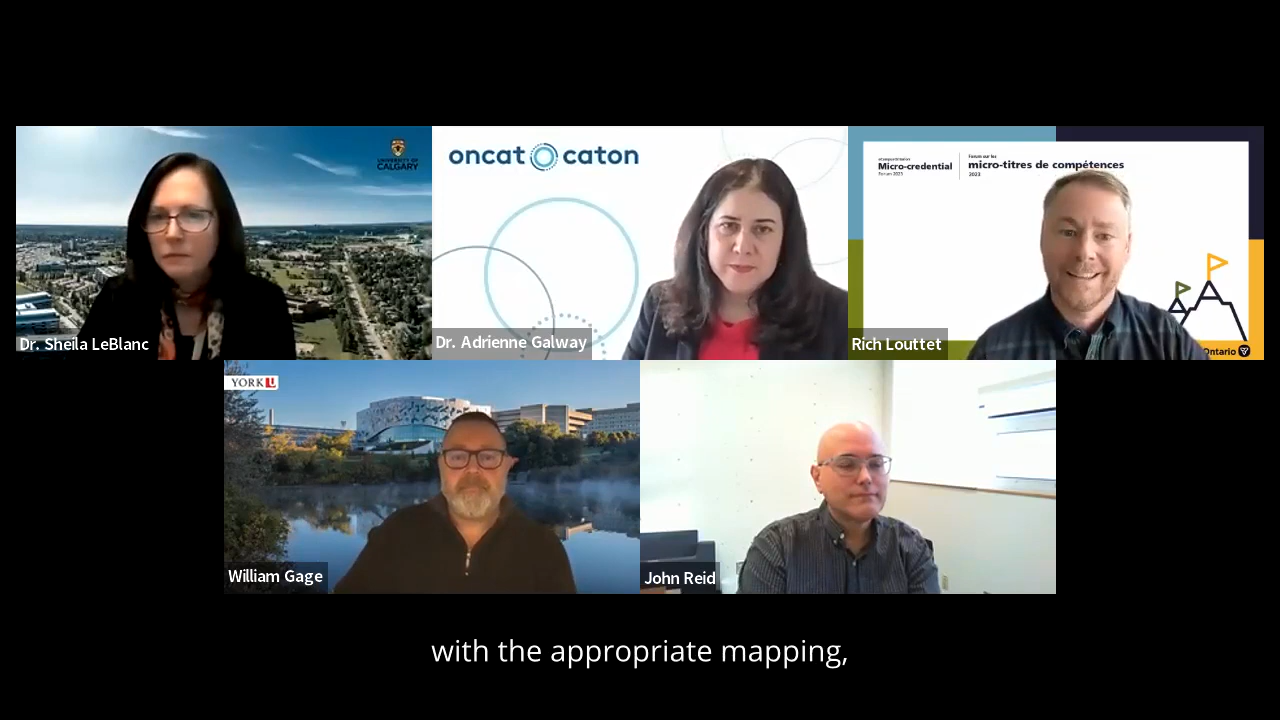 UNIVERSITY OF
CALGARY
Dr. Sheila LeBlanc
oncat caton
Dr. Adrienne Galway
eCampusOntario
Micro-credential
Forum 2023
Forum sur les
micro-titres de compétences
2023
Ontario
Rich Louttet
YORK U
William Gage
John Reid
with the appropriate mapping,